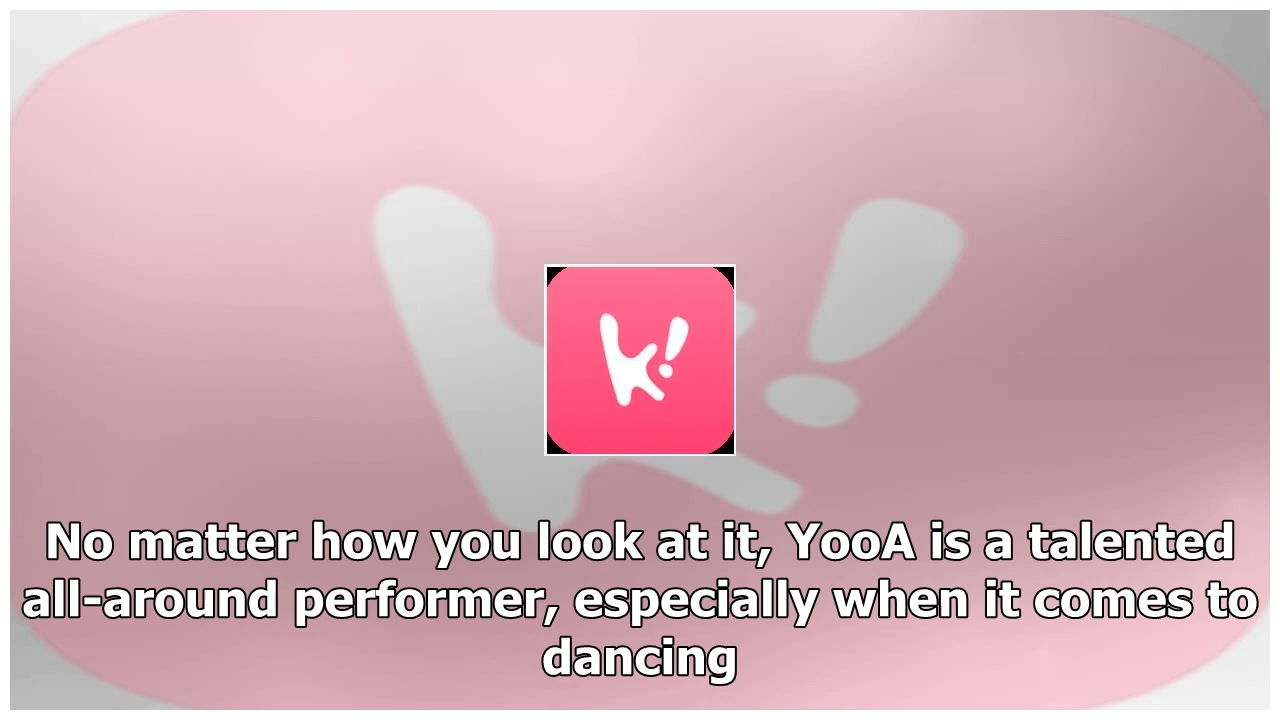 k!
No matter how you look at it, YooA is a talented
all-around performer, especially when it comes to
dancing